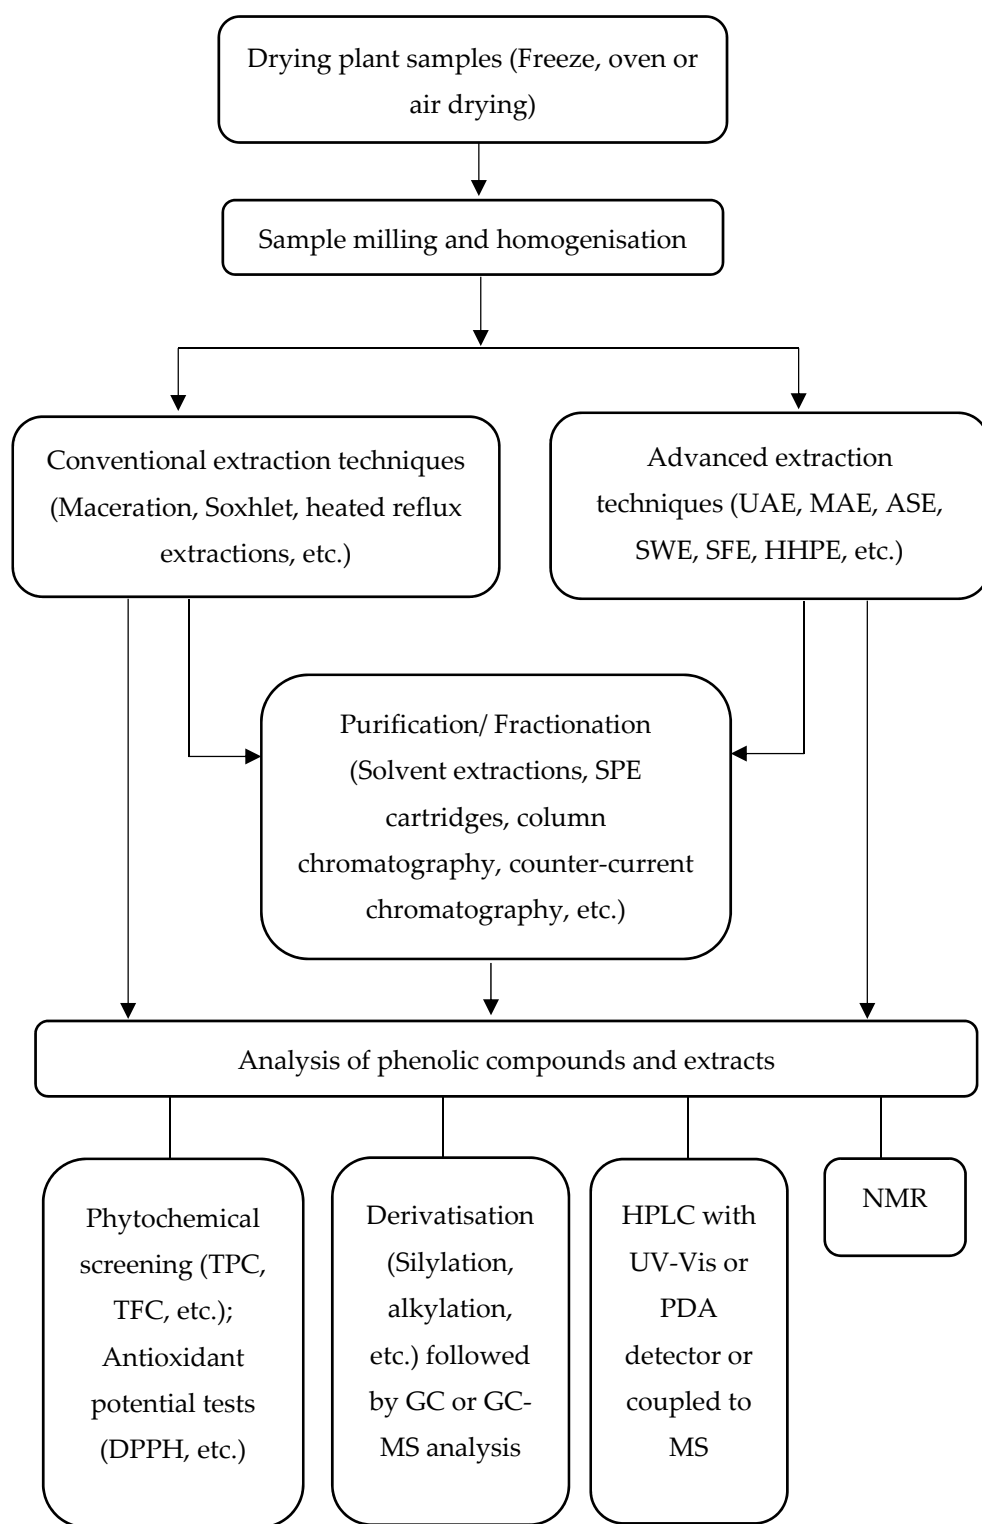 Drying plant samples (Freeze, oven or
air drying)
Sample milling and homogenisation
Conventional extraction techniques
(Maceration, Soxhlet, heated reflux
extractions, etc.)
Advanced extraction
techniques (UAE, MAE, ASE,
SWE, SFE, HHPE, etc.)
Purification/ Fractionation
(Solvent extractions, SPE
cartridges, column
chromatography, counter-current
chromatography, etc.)
Analysis of phenolic compounds and extracts
Phytochemical
screening (TPC,
TFC, etc.);
Antioxidant
potential tests
(DPPH, etc.)
Derivatisation
(Silylation,
alkylation,
etc.) followed
by GC or GC-
MS analysis
HPLC with
UV-Vis or
PDA
detector or
coupled to
MS
NMR